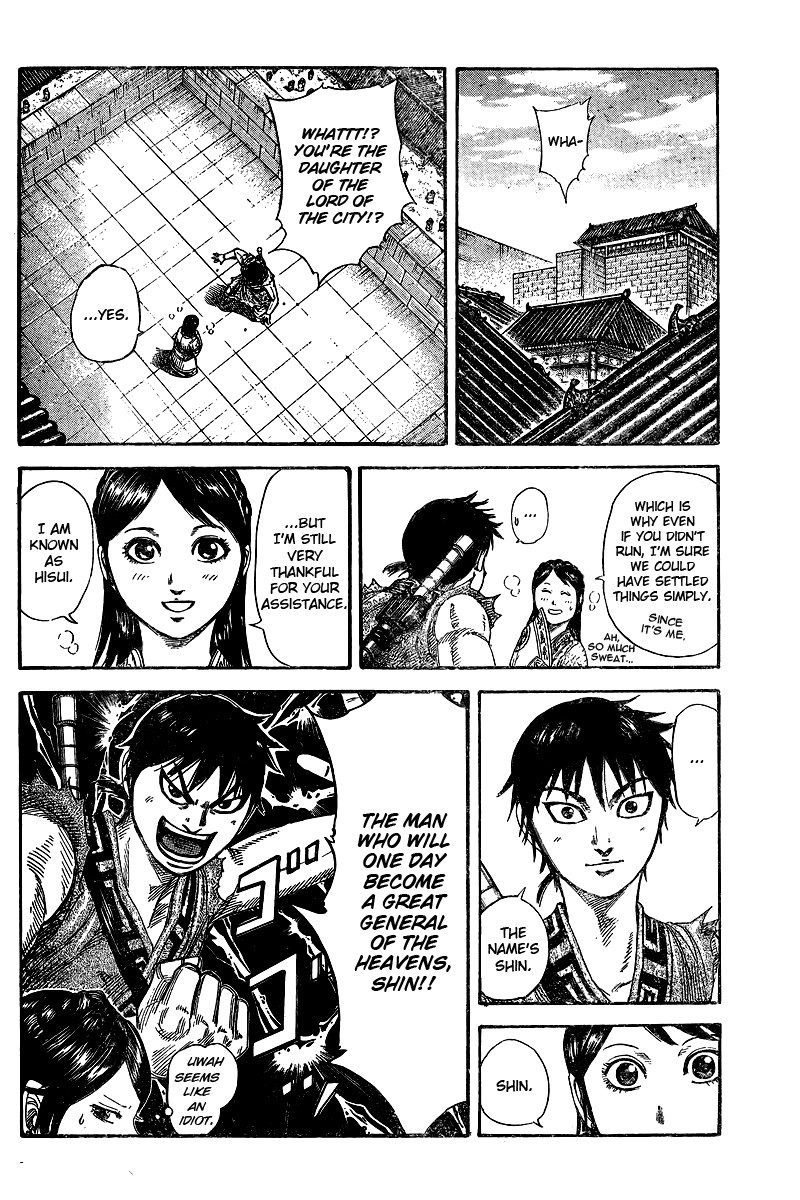 WHA-
WHATTT!?
YOU'RE THE
DAUGHTER
OF THE
LORD OF
THE CITY!?
...YES.
WHICH IS
WHY EVEN
IF YOU DIDN'T
RUN, I'M SURE
WE COULD
HAVE SETTLED
THINGS SIMPLY.
SINCE
IT'S ME.
AH,
SO MUCH
SWEAT...
...
...BUT
I'M STILL
VERY
THANKFUL
FOR YOUR
ASSISTANCE.
I AM
KNOWN
AS
HISUI.
...
THE
NAME'S
SHIN.
SHIN.
THE MAN
WHO WILL
ONE DAY
BECOME
A GREAT
GENERAL
OF THE
HEAVENS,
SHIN!!
ゴゴゴ
UWAH
SEEMS
LIKE
AN
IDIOT.